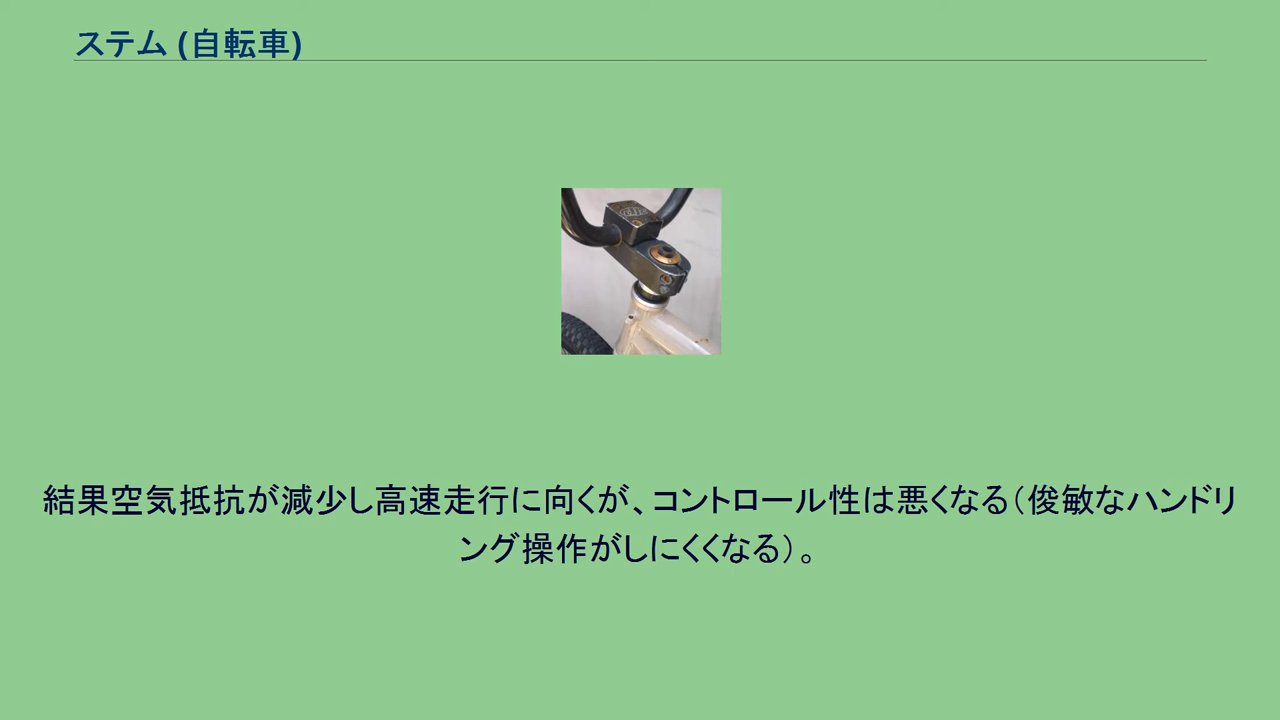 ステム (自転車)
結果空気抵抗が減少し高速走行に向くが、コントロール性は悪くなる（俊敏なハンドリ
ング操作がしにくくなる）。